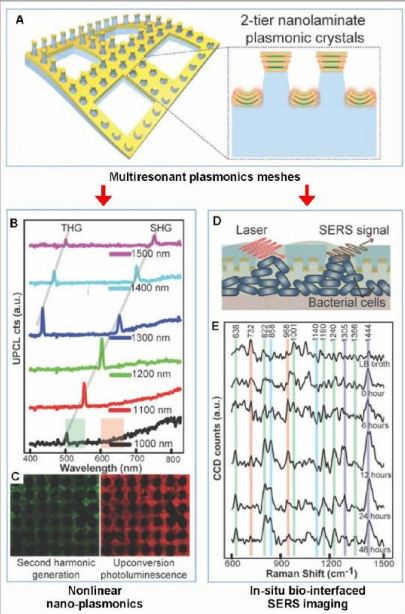 A
2-tier nanolaminate
plasmonic crystals
Multiresonant plasmonics meshes
B
THG
SHG
1500 nm
1400 nm
1300 nm
1200 nm
1100 nm
1000 nm
UPCL cts (a.u.)
400 500 600 700 800
Wavelength (nm)
C
Second harmonic
generation
Upconversion
photoluminescence
Nonlinear
nano-plasmonics
D
Laser
SERS signal
Bacterial cells
E
638 732 822 858 968 1001 1140 1180 1240 1305 1366 1444
LB broth
0 hour
6 hours
12 hours
24 hours
48 hours
CCD counts (a.u.)
600 900 1200 1500
Raman Shift (cm⁻¹)
In-situ bio-interfaced
SERS imaging